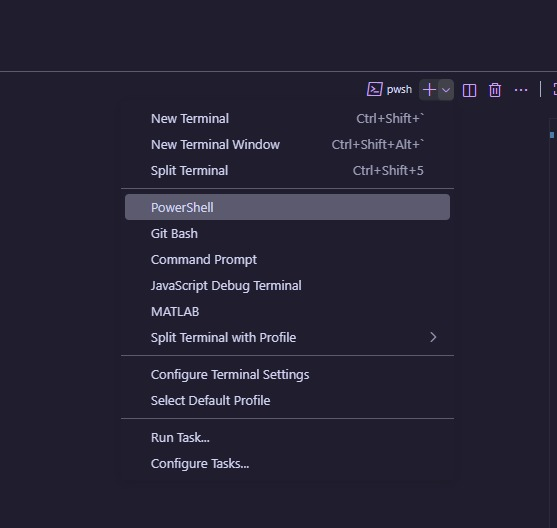 pwsh
New Terminal Ctrl+Shift+`
New Terminal Window Ctrl+Shift+Alt+`
Split Terminal Ctrl+Shift+5
PowerShell
Git Bash
Command Prompt
JavaScript Debug Terminal
MATLAB
Split Terminal with Profile
Configure Terminal Settings
Select Default Profile
Run Task...
Configure Tasks...